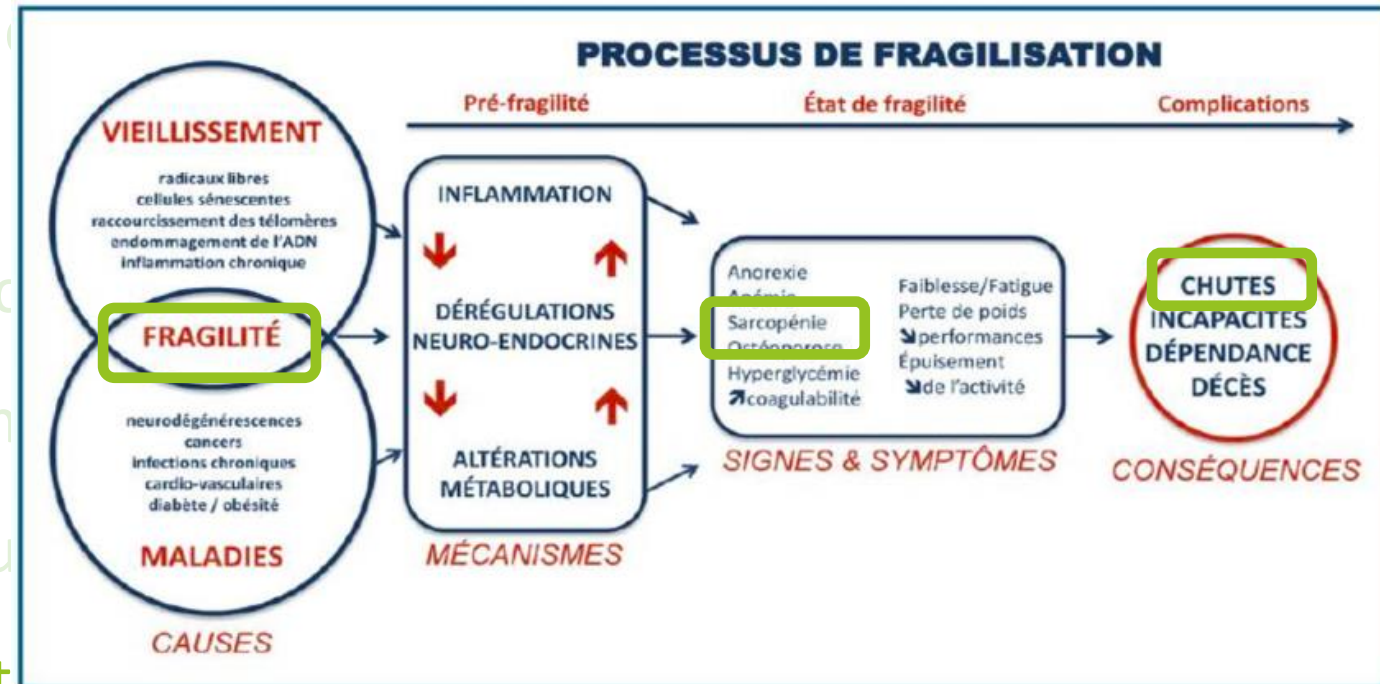 PROCESSUS DE FRAGILISATION
Pré-fragilité
État de fragilité
Complications
VIEILLISSEMENT
radicaux libres
cellules sénescentes
raccourcissement des télomères
endommagement de l'ADN
inflammation chronique
FRAGILITÉ
neurodégénérescences
cancers
infections chroniques
cardio-vasculaires
diabète / obésité
MALADIES
CAUSES
INFLAMMATION
DÉRÉGULATIONS
NEURO-ENDOCRINES
ALTÉRATIONS
MÉTABOLIQUES
MÉCANISMES
Anorexie
Sarcopénie
Hyperglycémie
↗coagulabilité
Faiblesse/Fatigue
Perte de poids
↘performances
Épuisement
↘de l'activité
SIGNES & SYMPTÔMES
CHUTES
INCAPACITÉS
DÉPENDANCE
DÉCÈS
CONSÉQUENCES